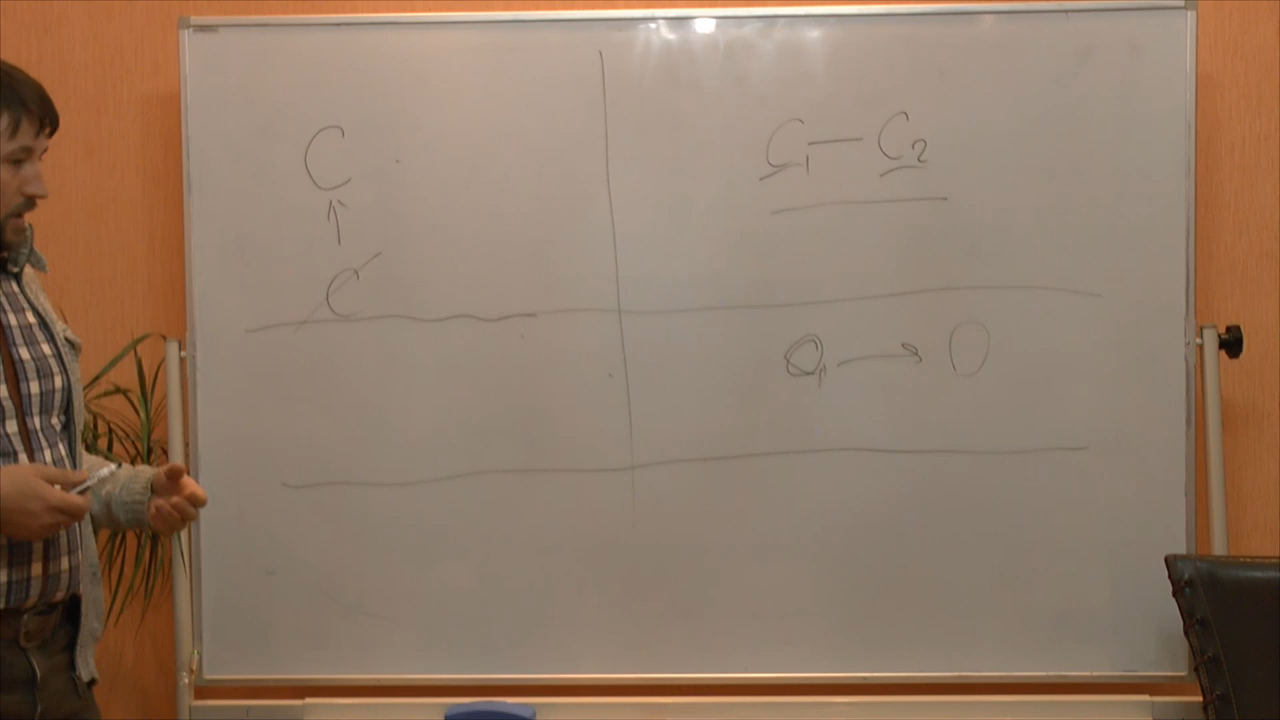 C
C₁ — C₂
↑
C
O₁ → O